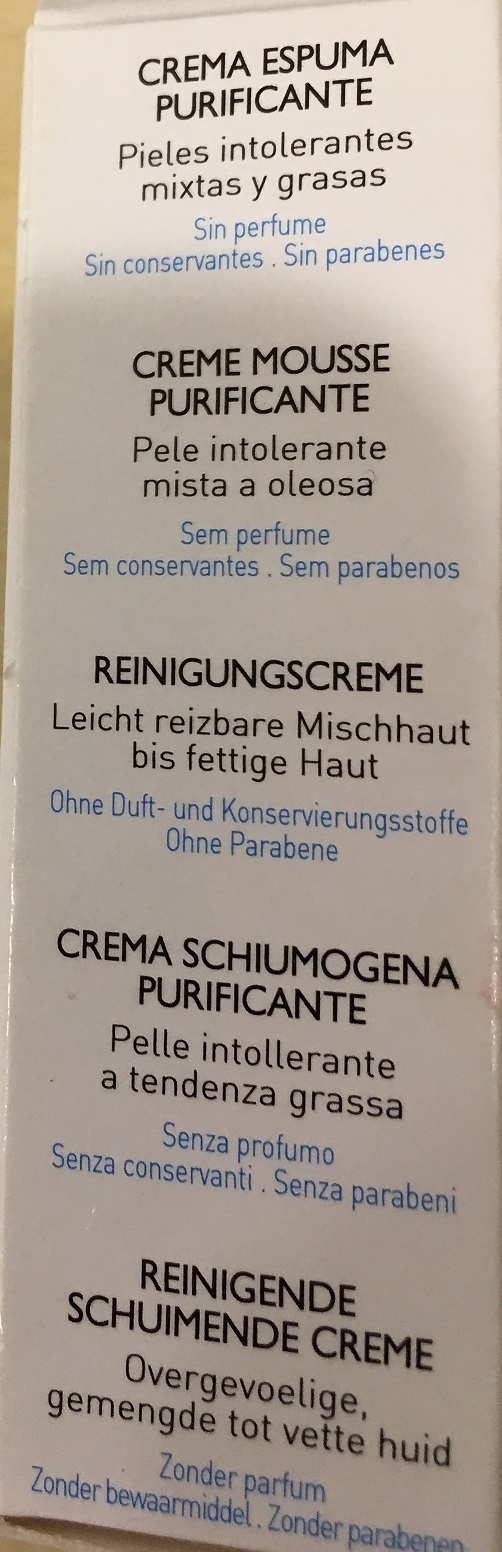 CREMA ESPUMA
PURIFICANTE
Pieles intolerantes
mixtas y grasas
Sin perfume
Sin conservantes . Sin parabenes
CREME MOUSSE
PURIFICANTE
Pele intolerante
mista a oleosa
Sem perfume
Sem conservantes . Sem parabenos
REINIGUNGSCREME
Leicht reizbare Mischhaut
bis fettige Haut
Ohne Duft- und Konservierungsstoffe
Ohne Parabene
CREMA SCHIUMOGENA
PURIFICANTE
Pelle intollerante
a tendenza grassa
Senza profumo
Senza conservanti . Senza parabeni
REINIGENDE
SCHUIMENDE CREME
Overgevoelige,
gemengde tot vette huid
Zonder parfum
Zonder bewaarmiddel . Zonder parabenen